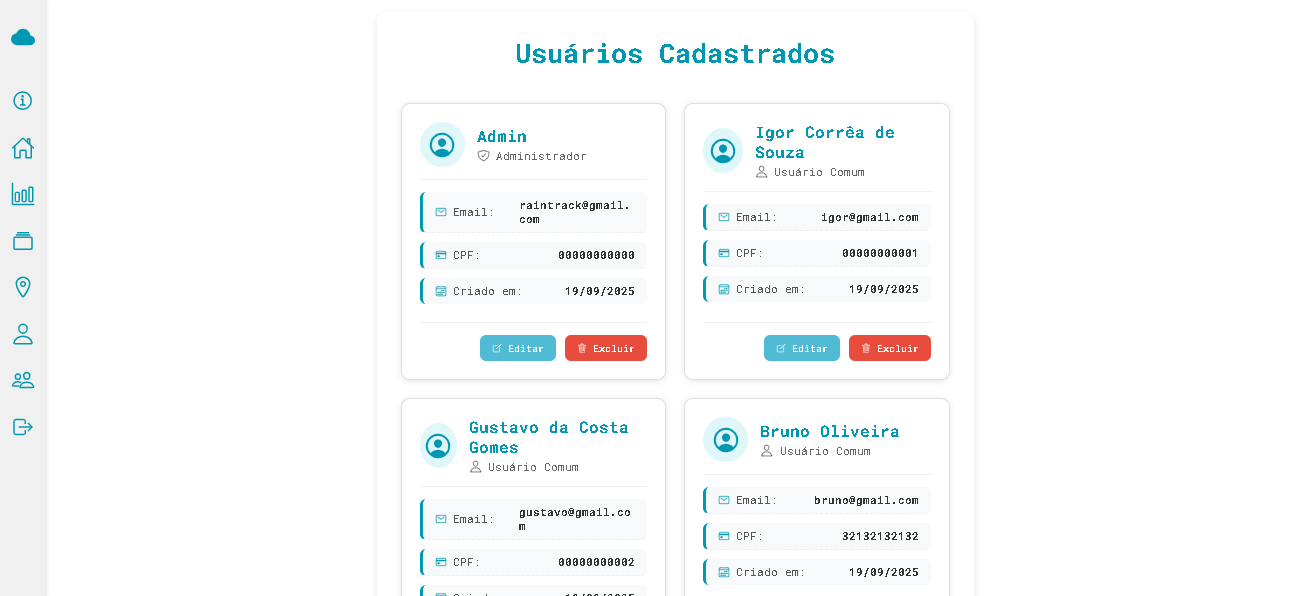 Usuários Cadastrados
Admin
Administrador
Email:
raintrack@gmail.
com
CPF:
00000000000
Criado em:
19/09/2025
Editar
Excluir
Igor Corrêa de
Souza
Usuário Comum
Email:
igor@gmail.com
CPF:
00000000001
Criado em:
19/09/2025
Editar
Excluir
Gustavo da Costa
Gomes
Usuário Comum
Email:
gustavo@gmail.co
m
CPF:
00000000002
Bruno Oliveira
Usuário Comum
Email:
bruno@gmail.com
CPF:
32132132132
Criado em:
19/09/2025